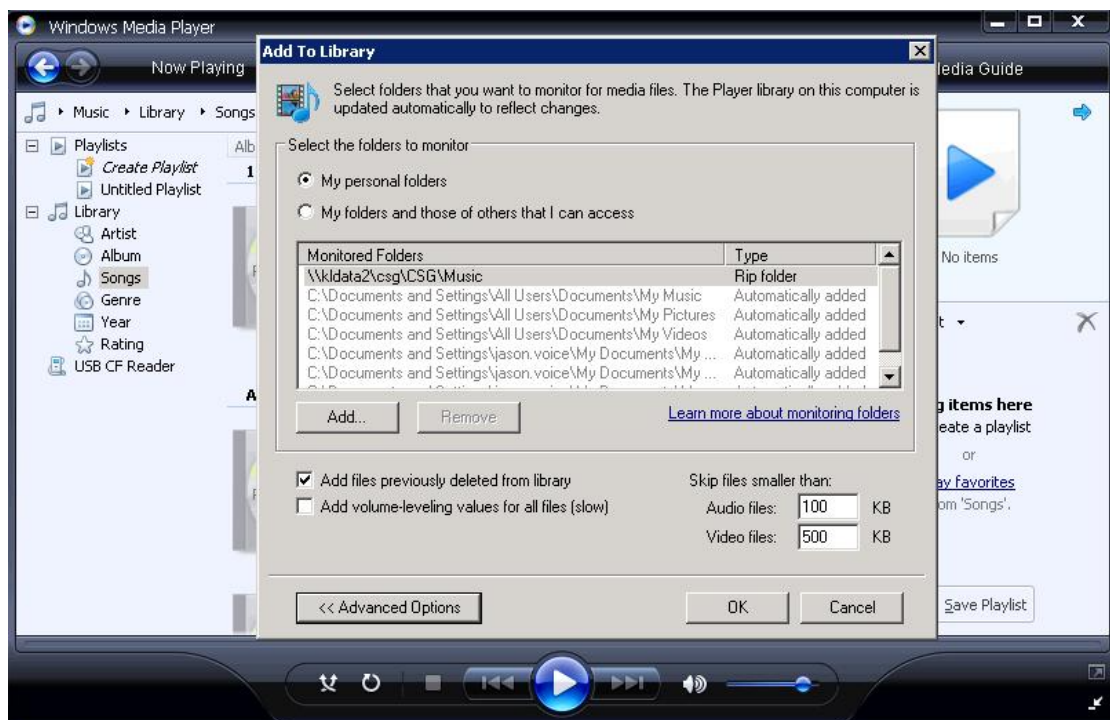 Windows Media Player
Now Playing
Media Guide
Music Library Songs
Playlists
Create Playlist
Untitled Playlist
Library
Artist
Album
Songs
Genre
Year
Rating
USB CF Reader
Alb
1
A
Add To Library
Select folders that you want to monitor for media files. The Player library on this computer is
updated automatically to reflect changes.
Select the folders to monitor
My personal folders
My folders and those of others that I can access
Monitored Folders Type
\\kldata2\csg\CSG\Music Rip folder
C:\Documents and Settings\All Users\Documents\My Music Automatically added
C:\Documents and Settings\All Users\Documents\My Pictures Automatically added
C:\Documents and Settings\All Users\Documents\My Videos Automatically added
C:\Documents and Settings\jason.voice\My Documents\My ... Automatically added
C:\Documents and Settings\jason.voice\My Documents\My ... Automatically added
Add... Remove Learn more about monitoring folders
Add files previously deleted from library
Add volume-leveling values for all files (slow)
Skip files smaller than:
Audio files: 100 KB
Video files: 500 KB
<< Advanced Options OK Cancel
No items
t
g items here
eate a playlist
or
ay favorites
om 'Songs'.
Save Playlist